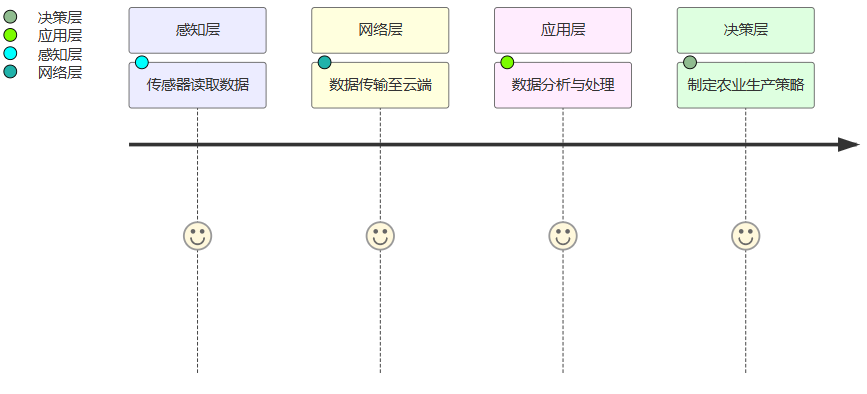 决策层
应用层
感知层
网络层
感知层
网络层
应用层
决策层
传感器读取数据
数据传输至云端
数据分析与处理
制定农业生产策略